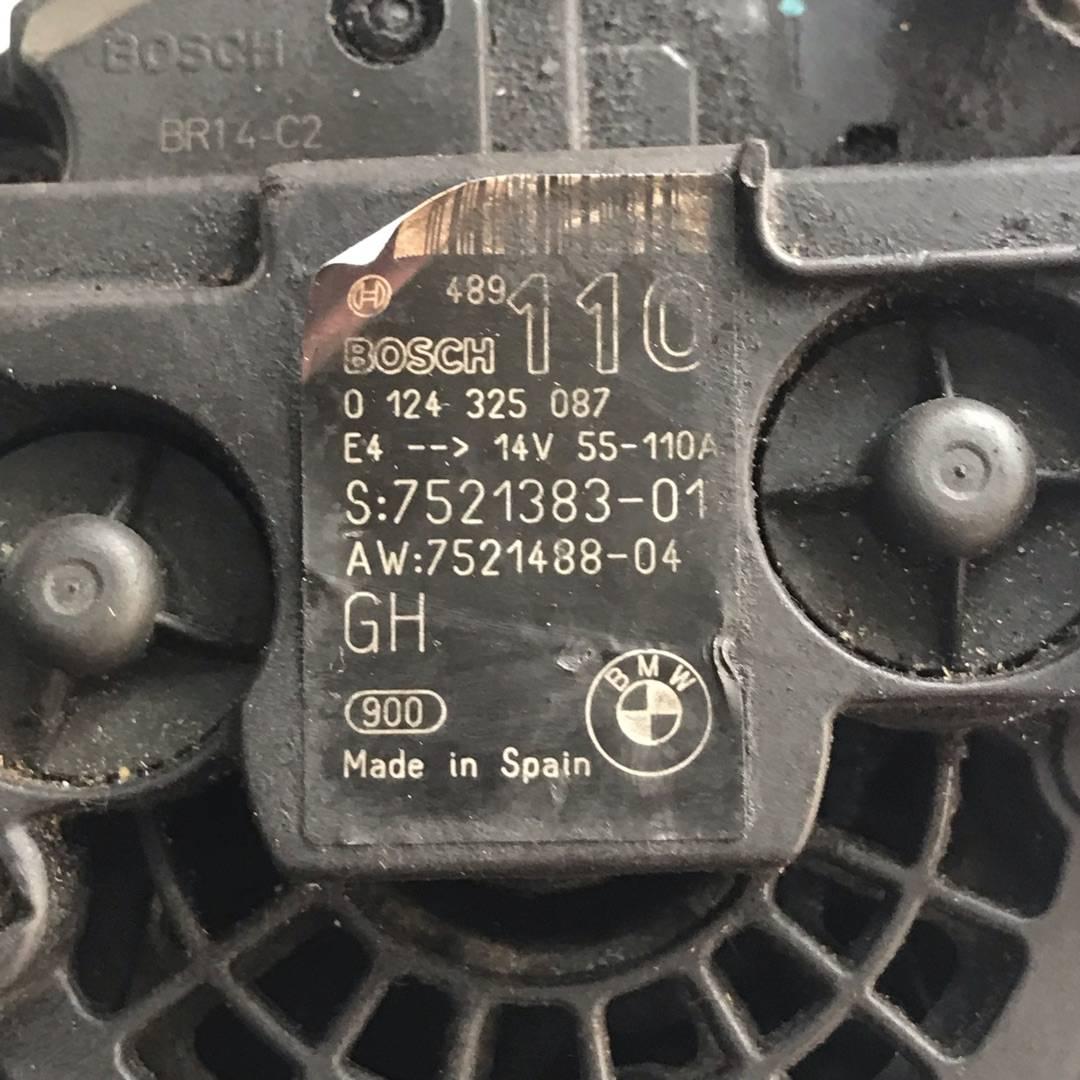 BOSCH
BR14-C2
489 110
BOSCH
0 124 325 087
E4 --> 14V 55-110A
S:7521383-01
AW:7521488-04
GH
900
BMW
Made in Spain